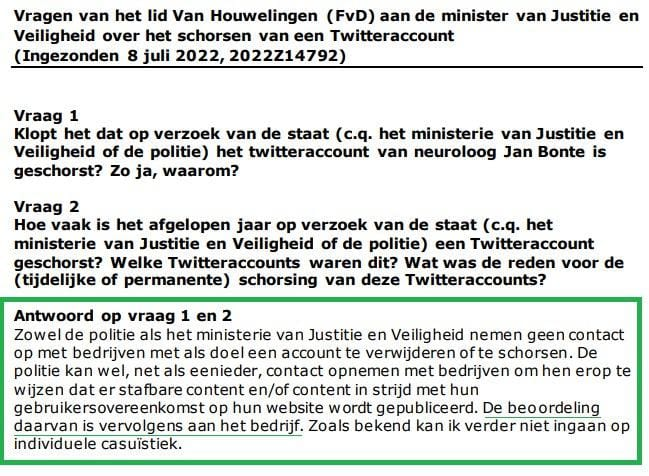 Vragen van het lid Van Houwelingen (FvD) aan de minister van Justitie en
Veiligheid over het schorsen van een Twitteraccount
(Ingezonden 8 juli 2022, 2022Z14792)
Vraag 1
Klopt het dat op verzoek van de staat (c.q. het ministerie van Justitie en
Veiligheid of de politie) het twitteraccount van neuroloog Jan Bonte is
geschorst? Zo ja, waarom?
Vraag 2
Hoe vaak is het afgelopen jaar op verzoek van de staat (c.q. het
ministerie van Justitie en Veiligheid of de politie) een Twitteraccount
geschorst? Welke Twitteraccounts waren dit? Wat was de reden voor de
(tijdelijke of permanente) schorsing van deze Twitteraccounts?
Antwoord op vraag 1 en 2
Zowel de politie als het ministerie van Justitie en Veiligheid nemen geen contact
op met bedrijven met als doel een account te verwijderen of te schorsen. De
politie kan wel, net als eenieder, contact opnemen met bedrijven om hen erop te
wijzen dat er stafbare content en/of content in strijd met hun
gebruikersovereenkomst op hun website wordt gepubliceerd. De beoordeling
daarvan is vervolgens aan het bedrijf. Zoals bekend kan ik verder niet ingaan op
individuele casuïstiek.